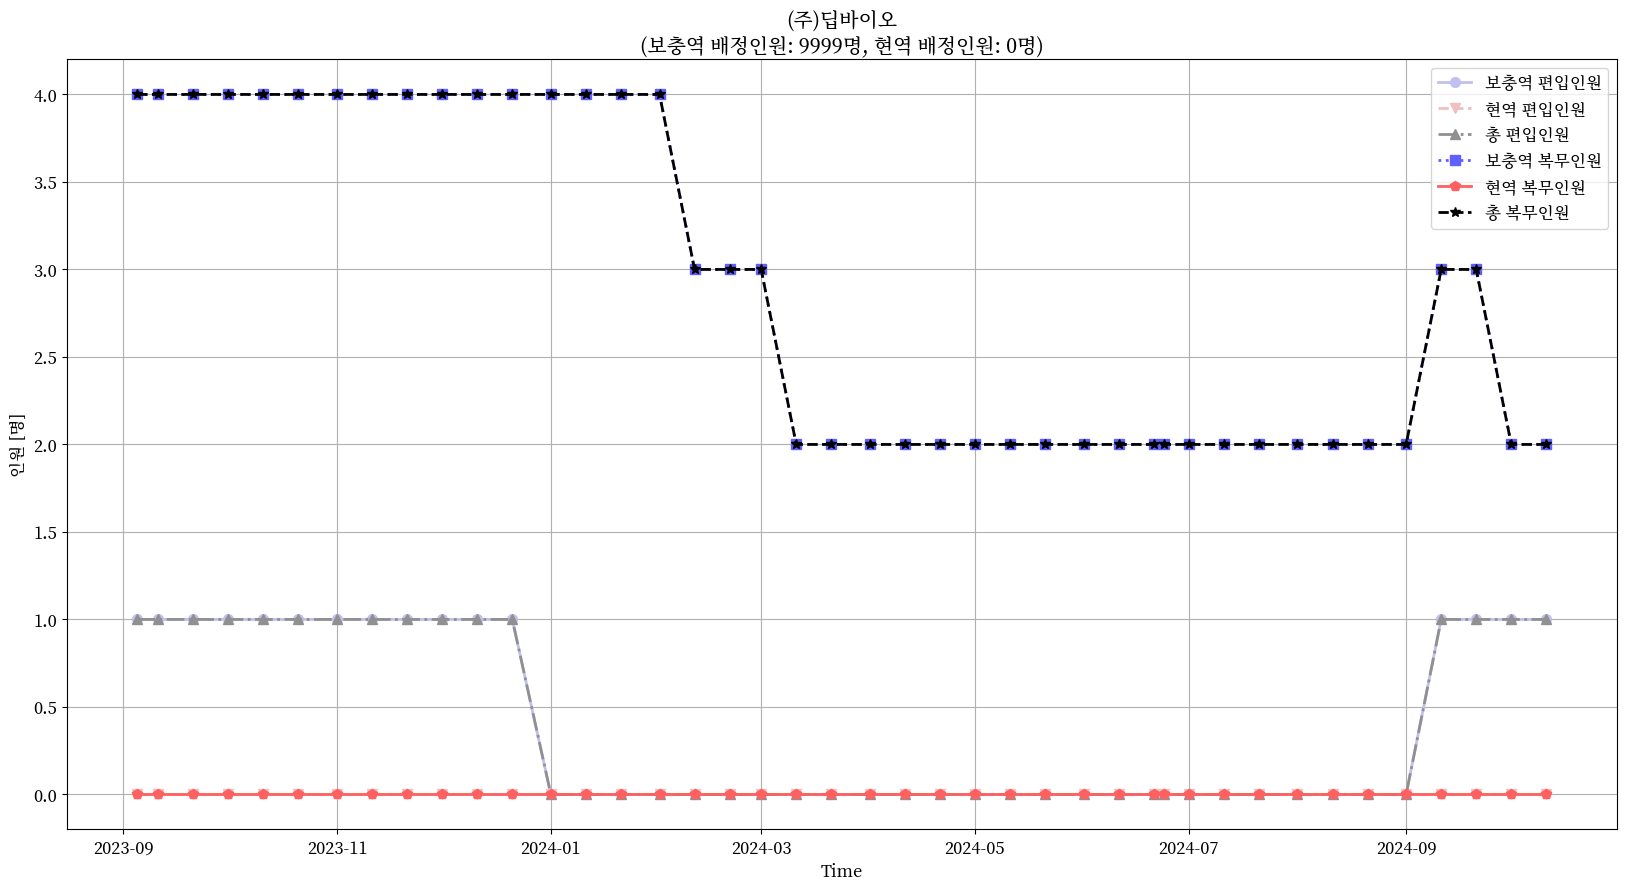 (주)딥바이오
(보충역 배정인원: 9999명, 현역 배정인원: 0명)
보충역 편입인원
현역 편입인원
총 편입인원
보충역 복무인원
현역 복무인원
총 복무인원
인원 [명]
4.0
3.5
3.0
2.5
2.0
1.5
1.0
0.5
0.0
2023-09 2023-11 2024-01 2024-03 2024-05 2024-07 2024-09
Time